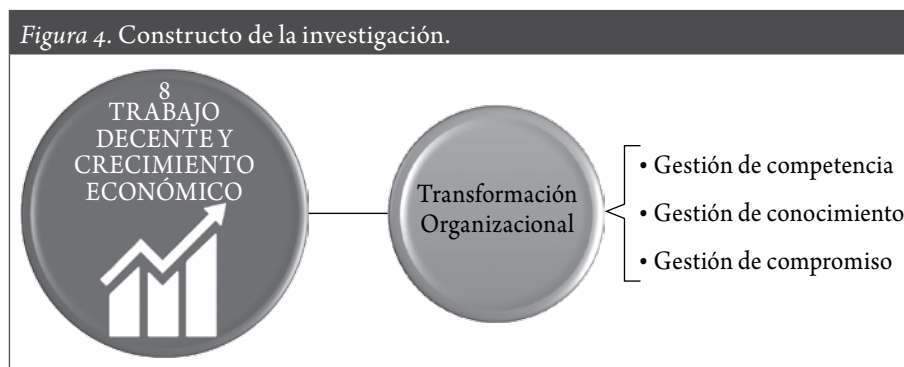 Figura 4. Constructo de la investigación.
8
TRABAJO
DECENTE Y
CRECIMIENTO
ECONÓMICO
Transformación
Organizacional
• Gestión de competencia
• Gestión de conocimiento
• Gestión de compromiso